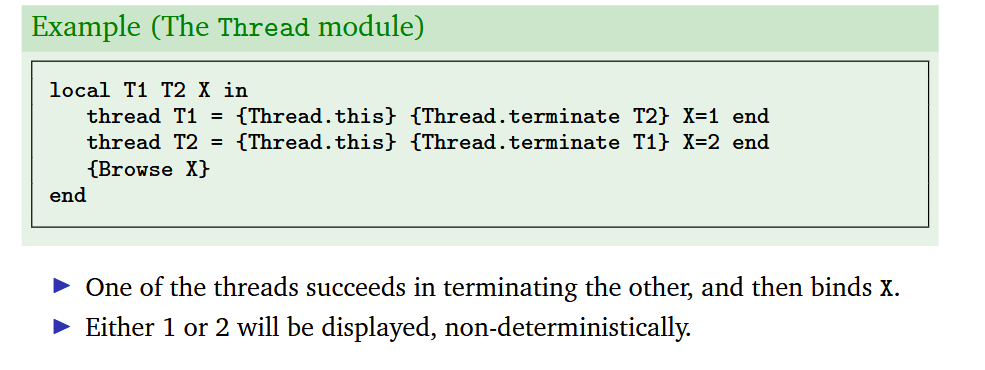 Example (The Thread module)
local T1 T2 X in
thread T1 = {Thread.this} {Thread.terminate T2} X=1 end
thread T2 = {Thread.this} {Thread.terminate T1} X=2 end
{Browse X}
end
▶ One of the threads succeeds in terminating the other, and then binds X.
▶ Either 1 or 2 will be displayed, non-deterministically.